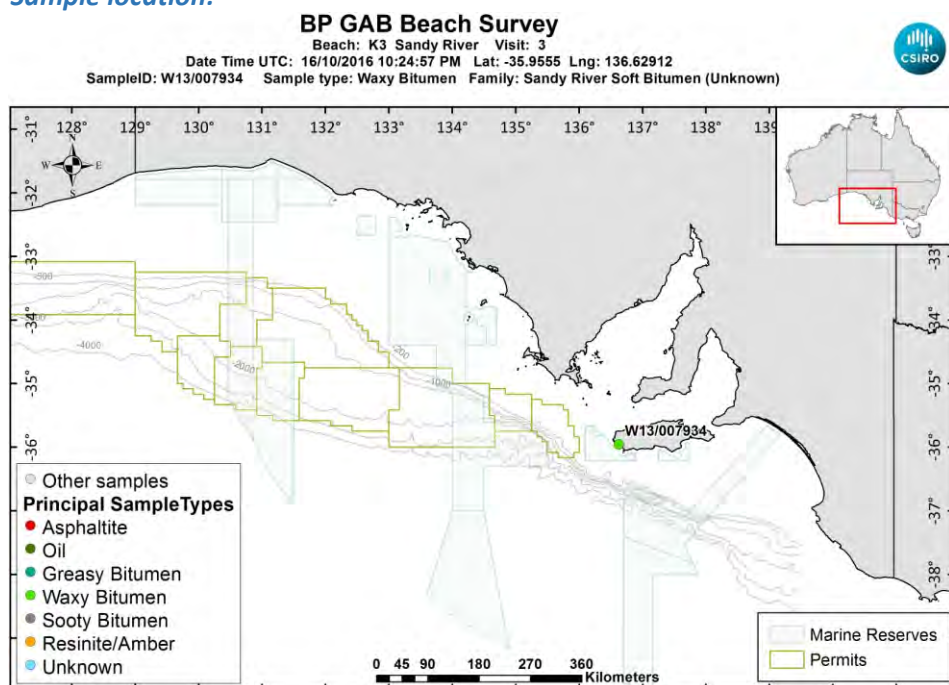 Sample location:
BP GAB Beach Survey
Beach: K3 Sandy River Visit: 3
Date Time UTC: 16/10/2016 10:24:57 PM Lat: -35.9555 Lng: 136.62912
SampleID: W13/007934 Sample type: Waxy Bitumen Family: Sandy River Soft Bitumen (Unknown)
CSIRO
128° 129° 130° 131° 132° 133° 134° 135° 136° 137° 138° 139
-31°
-32°
-33°
-34°
-35°
-36°
-37°
-38°
N
W E
S
-200
-1000
-2000
-4000
-34°
-35°
-36°
-37°
-38°
W13/007934
Other samples
Principal SampleTypes
Asphaltite
Oil
Greasy Bitumen
Waxy Bitumen
Sooty Bitumen
Resinite/Amber
Unknown
0 45 90 180 270 360
Kilometers
Marine Reserves
Permits